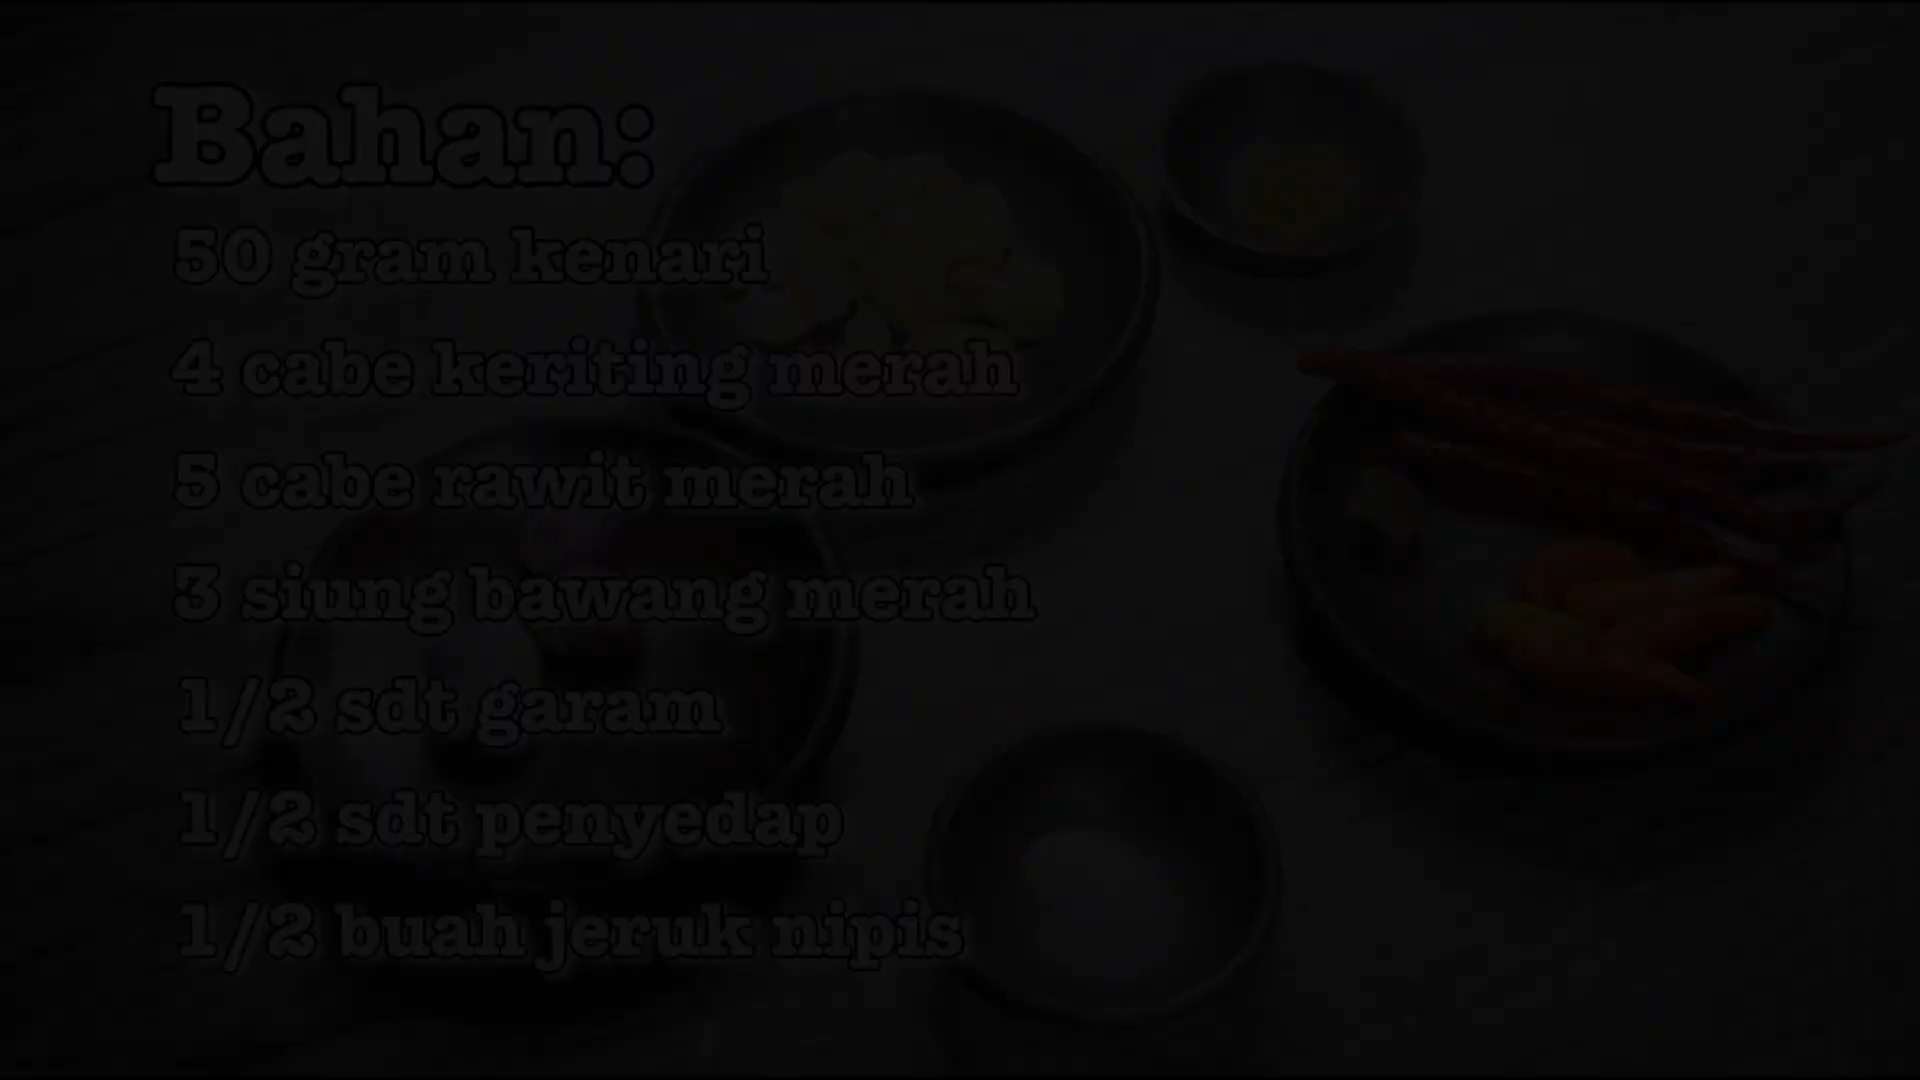 Bahan:
50 gram kenari
4 cabe keriting merah
5 cabe rawit merah
3 siung bawang merah
1/2 sdt garam
1/2 sdt penyedap
1/2 buah jeruk nipis